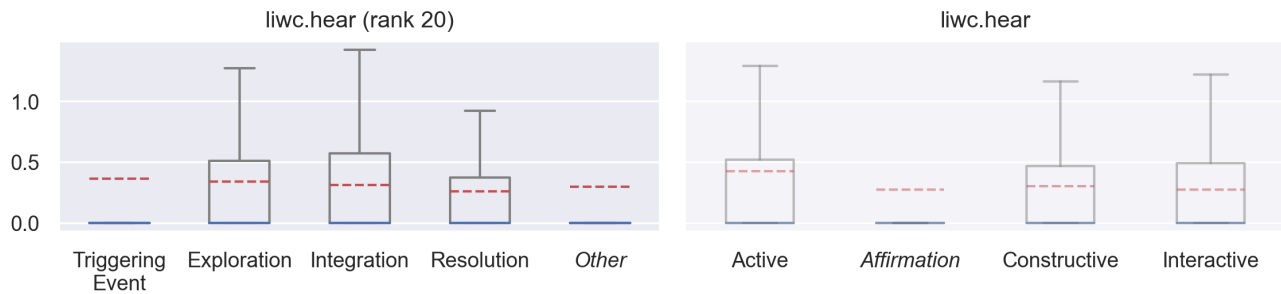 liwc.hear (rank 20)
liwc.hear
1.0
0.5
0.0
Triggering
Event
Exploration
Integration
Resolution
Other
Active
Affirmation
Constructive
Interactive